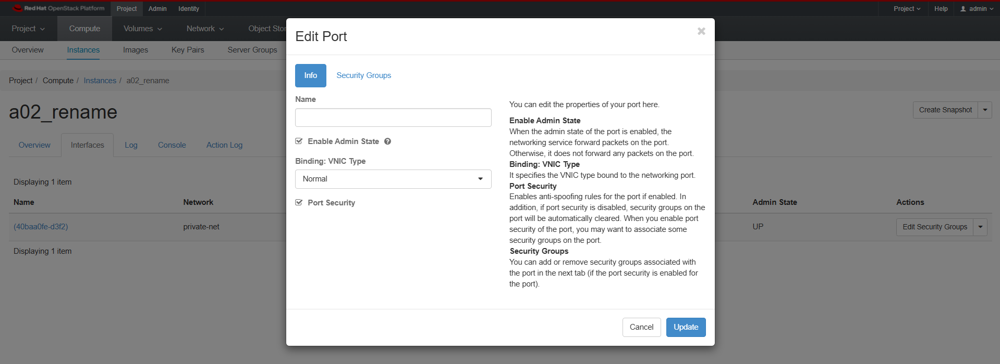 Red Hat OpenStack Platform Project Admin Identity Project Help admin
Project Compute Volumes Network Object Stor
Overview Instances Images Key Pairs Server Groups
Project / Compute / Instances / a02_rename
a02_rename
Create Snapshot
Overview Interfaces Log Console Action Log
Displaying 1 item
Name Network Admin State Actions
(40baa0fe-d3f2) private-net UP Edit Security Groups
Displaying 1 item
Edit Port
Info Security Groups
Name
Enable Admin State
Binding: VNIC Type
Normal
Port Security
You can edit the properties of your port here.
Enable Admin State
When the admin state of the port is enabled, the
networking service forward packets on the port.
Otherwise, it does not forward any packets on the port.
Binding: VNIC Type
It specifies the VNIC type bound to the networking port.
Port Security
Enables anti-spoofing rules for the port if enabled. In
addition, if port security is disabled, security groups on the
port will be automatically cleared. When you enable port
security of the port, you may want to associate some
security groups on the port.
Security Groups
You can add or remove security groups associated with
the port in the next tab (if the port security is enabled for
the port).
Cancel Update